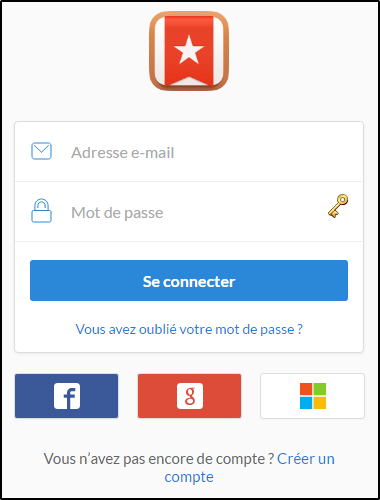 Adresse e-mail
Mot de passe
Se connecter
Vous avez oublié votre mot de passe ?
Vous n’avez pas encore de compte ? Créer un
compte